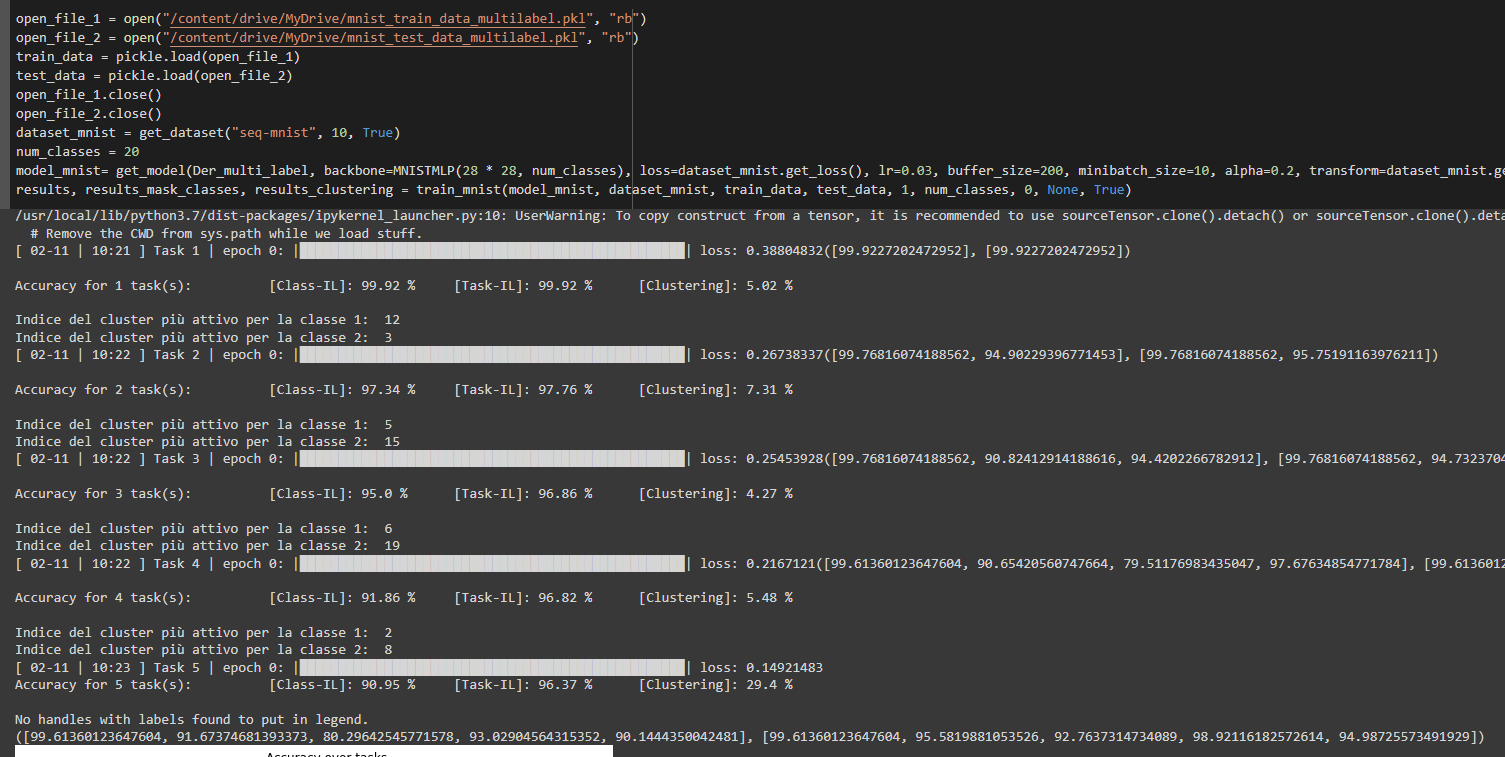 open_file_1 = open("/content/drive/MyDrive/mnist_train_data_multilabel.pkl", "rb")
open_file_2 = open("/content/drive/MyDrive/mnist_test_data_multilabel.pkl", "rb")
train_data = pickle.load(open_file_1)
test_data = pickle.load(open_file_2)
open_file_1.close()
open_file_2.close()
dataset_mnist = get_dataset("seq-mnist", 10, True)
num_classes = 20
model_mnist= get_model(Der_multi_label, backbone=MNISTMLP(28 * 28, num_classes), loss=dataset_mnist.get_loss(), lr=0.03, buffer_size=200, minibatch_size=10, alpha=0.2, transform=dataset_mnist.ge
results, results_mask_classes, results_clustering = train_mnist(model_mnist, dataset_mnist, train_data, test_data, 1, num_classes, 0, None, True)
/usr/local/lib/python3.7/dist-packages/ipykernel_launcher.py:10: UserWarning: To copy construct from a tensor, it is recommended to use sourceTensor.clone().detach() or sourceTensor.clone().deta
# Remove the CWD from sys.path while we load stuff.
[ 02-11 | 10:21 ] Task 1 | epoch 0: | | loss: 0.38804832([99.9227202472952], [99.9227202472952])
Accuracy for 1 task(s): [Class-IL]: 99.92 % [Task-IL]: 99.92 % [Clustering]: 5.02 %
Indice del cluster più attivo per la classe 1: 12
Indice del cluster più attivo per la classe 2: 3
[ 02-11 | 10:22 ] Task 2 | epoch 0: | | loss: 0.26738337([99.76816074188562, 94.90229396771453], [99.76816074188562, 95.75191163976211])
Accuracy for 2 task(s): [Class-IL]: 97.34 % [Task-IL]: 97.76 % [Clustering]: 7.31 %
Indice del cluster più attivo per la classe 1: 5
Indice del cluster più attivo per la classe 2: 15
[ 02-11 | 10:22 ] Task 3 | epoch 0: | | loss: 0.25453928([99.76816074188562, 90.82412914188616, 94.4202266782912], [99.76816074188562, 94.7323704
Accuracy for 3 task(s): [Class-IL]: 95.0 % [Task-IL]: 96.86 % [Clustering]: 4.27 %
Indice del cluster più attivo per la classe 1: 6
Indice del cluster più attivo per la classe 2: 19
[ 02-11 | 10:22 ] Task 4 | epoch 0: | | loss: 0.2167121([99.61360123647604, 90.65420560747664, 79.51176983435047, 97.67634854771784], [99.613601
Accuracy for 4 task(s): [Class-IL]: 91.86 % [Task-IL]: 96.82 % [Clustering]: 5.48 %
Indice del cluster più attivo per la classe 1: 2
Indice del cluster più attivo per la classe 2: 8
[ 02-11 | 10:23 ] Task 5 | epoch 0: | | loss: 0.14921483
Accuracy for 5 task(s): [Class-IL]: 90.95 % [Task-IL]: 96.37 % [Clustering]: 29.4 %
No handles with labels found to put in legend.
([99.61360123647604, 91.67374681393373, 80.29642545771578, 93.02904564315352, 90.1444350042481], [99.61360123647604, 95.5819881053526, 92.7637314734089, 98.92116182572614, 94.98725573491929])
Accuracy over tasks